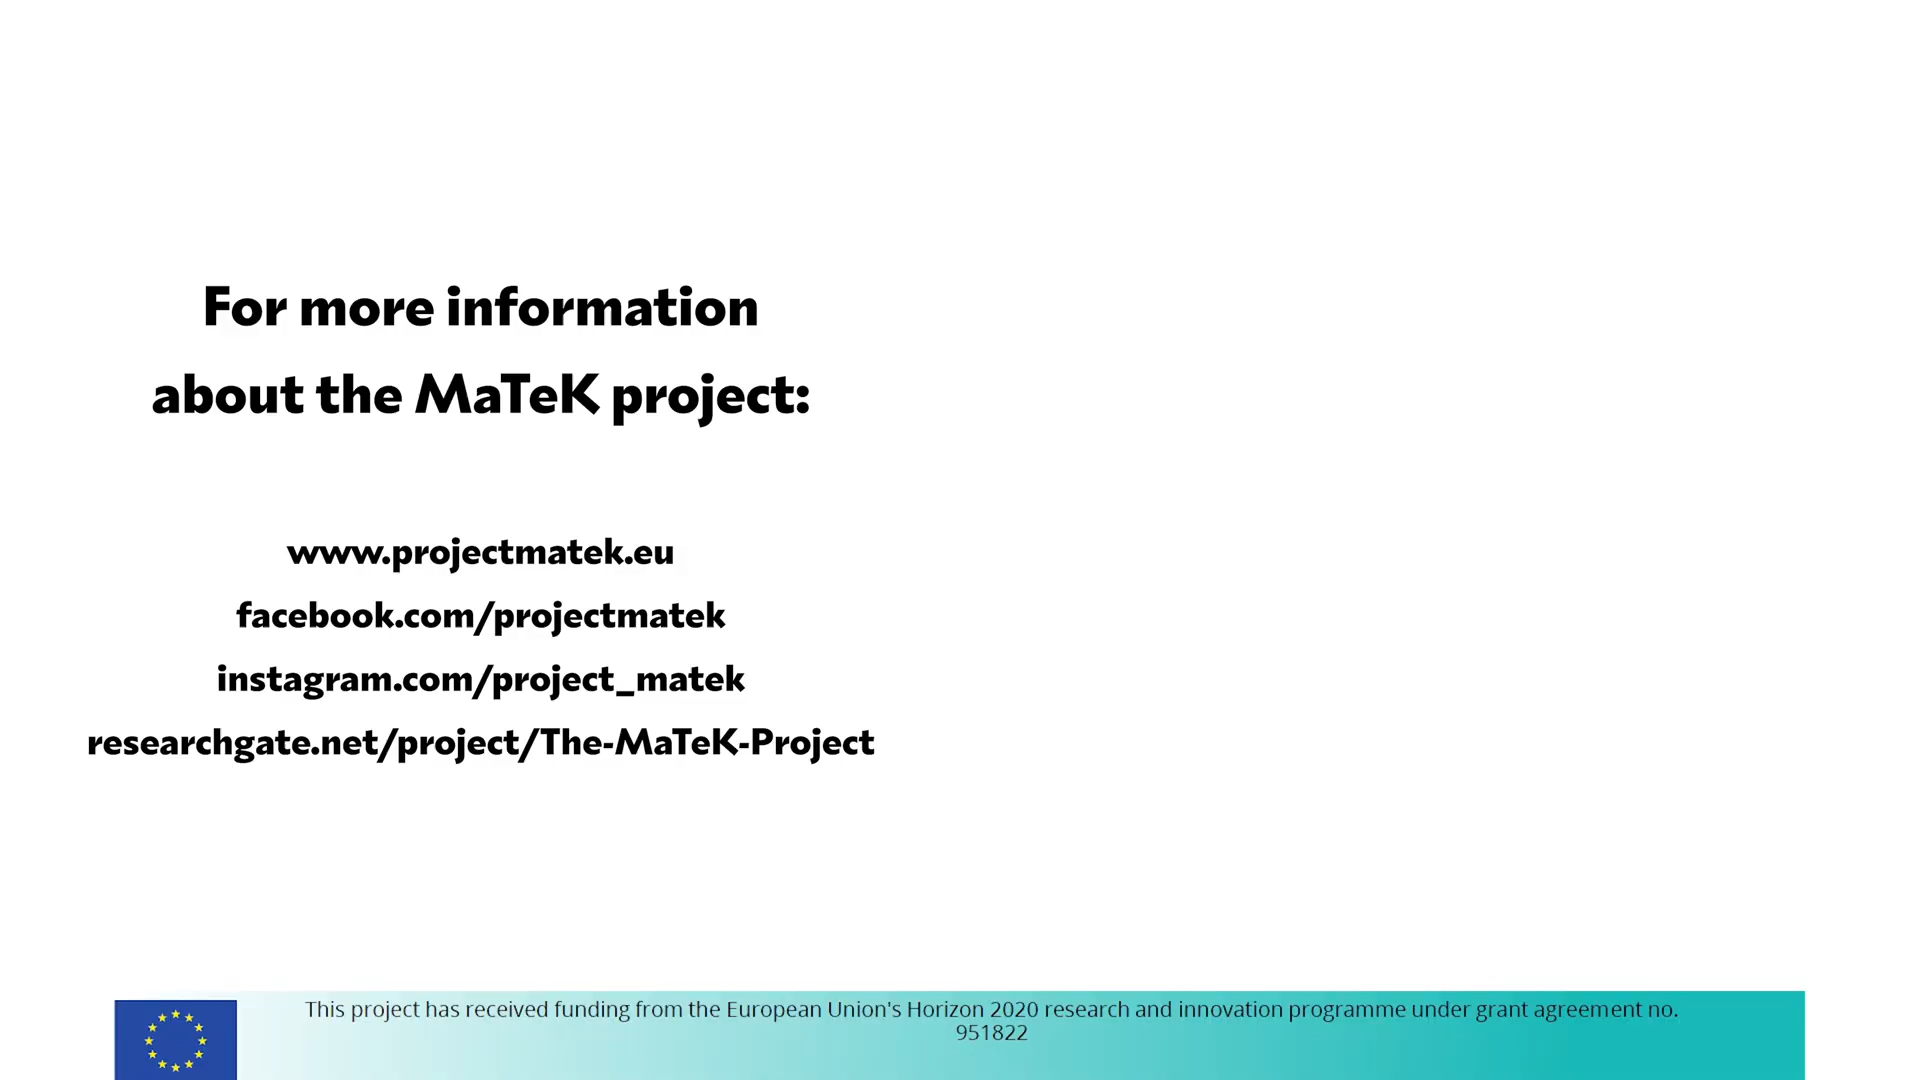 For more information
about the MaTeK project:
www.projectmatek.eu
facebook.com/projectmatek
instagram.com/project_matek
researchgate.net/project/The-MaTeK-Project
This project has received funding from the European Union's Horizon 2020 research and innovation programme under grant agreement no.
951822